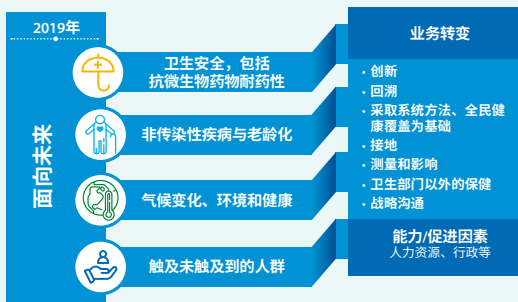 2019年
面向未来
卫生安全，包括
抗微生物药物耐药性
非传染性疾病与老龄化
气候变化、环境和健康
触及未触及到的人群
业务转变
· 创新
· 回溯
· 采取系统方法、全民健
康覆盖为基础
· 接地
· 测量和影响
· 卫生部门以外的保健
· 战略沟通
能力/促进因素
人力资源、行政等